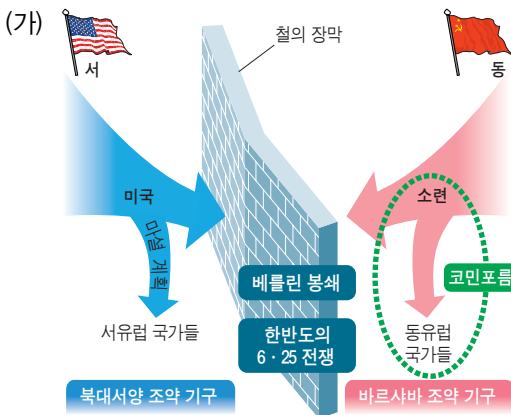 (가)
철의 장막
서
동
미국
소련
마셜 계획
베를린 봉쇄
코민포름
서유럽 국가들
한반도의
6·25 전쟁
동유럽
국가들
북대서양 조약 기구
바르샤바 조약 기구